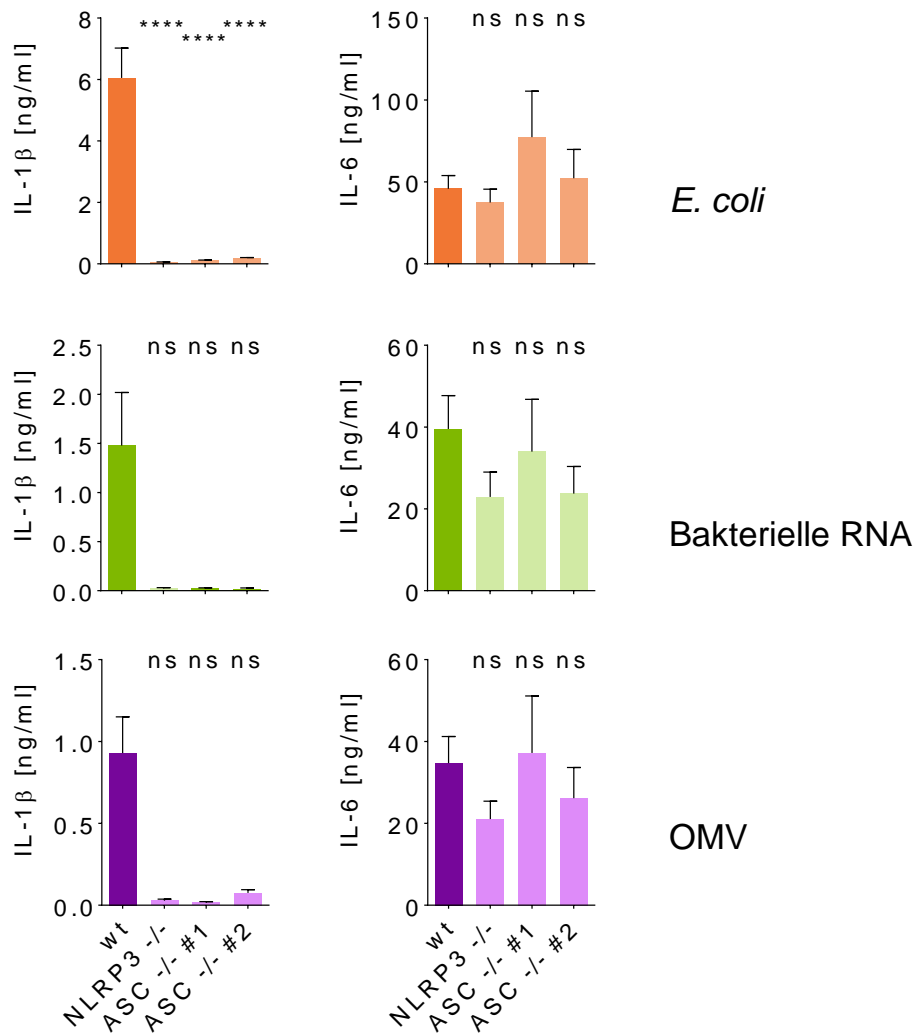 IL-1β [ng/ml]
8
6
4
2
0
**** **** ****
IL-6 [ng/ml]
150
100
50
0
ns ns ns
E. coli
IL-1β [ng/ml]
2.5
2.0
1.5
1.0
0.5
0.0
ns ns ns
IL-6 [ng/ml]
60
40
20
0
ns ns ns
Bakterielle RNA
IL-1β [ng/ml]
1.5
1.0
0.5
0.0
ns ns ns
wt
NLRP3 -/-
ASC -/- #1
ASC -/- #2
IL-6 [ng/ml]
60
40
20
0
ns ns ns
wt
NLRP3 -/-
ASC -/- #1
ASC -/- #2
OMV